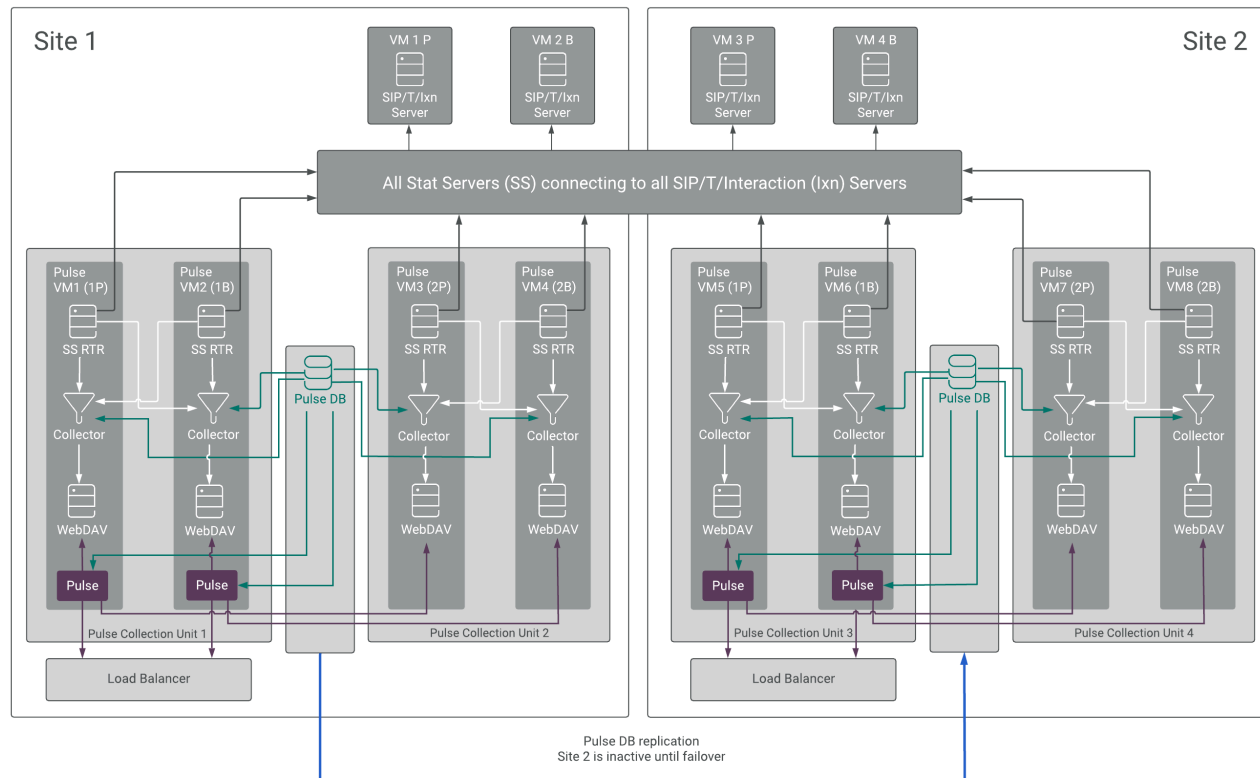 Site 1
Site 2
VM 1 P
SIP/T/Ixn
Server
VM 2 B
SIP/T/Ixn
Server
VM 3 P
SIP/T/Ixn
Server
VM 4 B
SIP/T/Ixn
Server
All Stat Servers (SS) connecting to all SIP/T/Interaction (Ixn) Servers
Pulse
VM1 (1P)
SS RTR
Collector
WebDAV
Pulse
Pulse
VM2 (1B)
SS RTR
Collector
WebDAV
Pulse
Pulse Collection Unit 1
Load Balancer
Pulse DB
Pulse
VM3 (2P)
SS RTR
Collector
WebDAV
Pulse
VM4 (2B)
SS RTR
Collector
WebDAV
Pulse Collection Unit 2
Pulse
VM5 (1P)
SS RTR
Collector
WebDAV
Pulse
Pulse
VM6 (1B)
SS RTR
Collector
WebDAV
Pulse
Pulse Collection Unit 3
Load Balancer
Pulse DB
Pulse
VM7 (2P)
SS RTR
Collector
WebDAV
Pulse
VM8 (2B)
SS RTR
Collector
WebDAV
Pulse Collection Unit 4
Pulse DB replication
Site 2 is inactive until failover